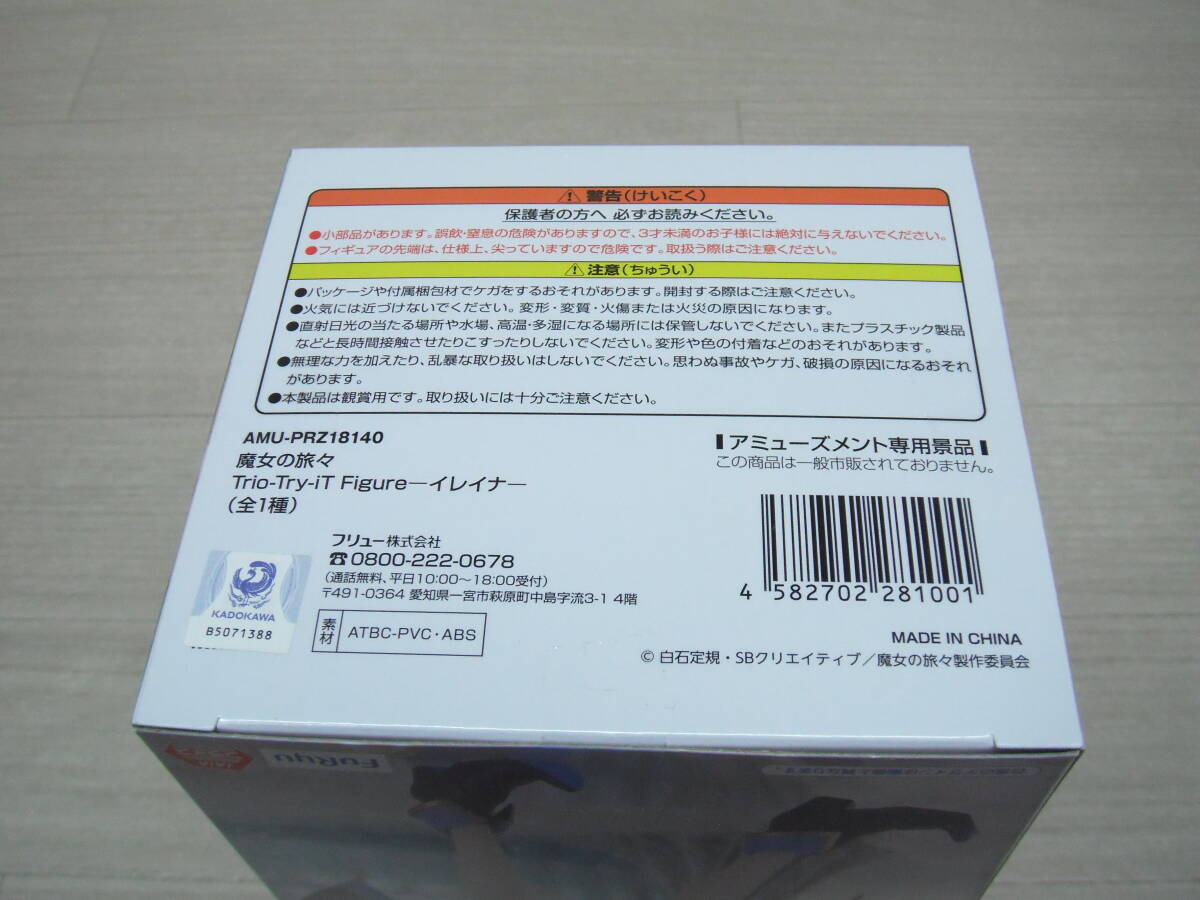 ⚠警告(けいこく)
保護者の方へ 必ずお読みください。
●小部品があります。誤飲・窒息の危険がありますので、3才未満のお子様には絶対に与えないでください。
●フィギュアの先端は、仕様上、尖っていますので危険です。取扱う際はご注意ください。
⚠注意(ちゅうい)
●パッケージや付属梱包材でケガをするおそれがあります。開封する際はご注意ください。
●火気には近づけないでください。変形・変質・火傷または火災の原因になります。
●直射日光の当たる場所や水場、高温・多湿になる場所には保管しないでください。またプラスチック製品
などと長時間接触させたりこすったりしないでください。変形や色の付着などのおそれがあります。
●無理な力を加えたり、乱暴な取り扱いはしないでください。思わぬ事故やケガ、破損の原因になるおそれ
があります。
●本製品は観賞用です。取り扱いには十分ご注意ください。
AMU-PRZ18140
魔女の旅々
Trio-Try-iT Figure―イレイナ―
(全1種)
アミューズメント専用景品
この商品は一般市販されておりません。
フリュー株式会社
☎0800-222-0678
(通話無料、平日10:00〜18:00受付)
〒491-0364 愛知県一宮市萩原町中島字流3-1 4階
KADOKAWA
B5071388
素材 ATBC-PVC・ABS
4 582702 281001
MADE IN CHINA
© 白石定規・SBクリエイティブ/魔女の旅々製作委員会
FuRyu